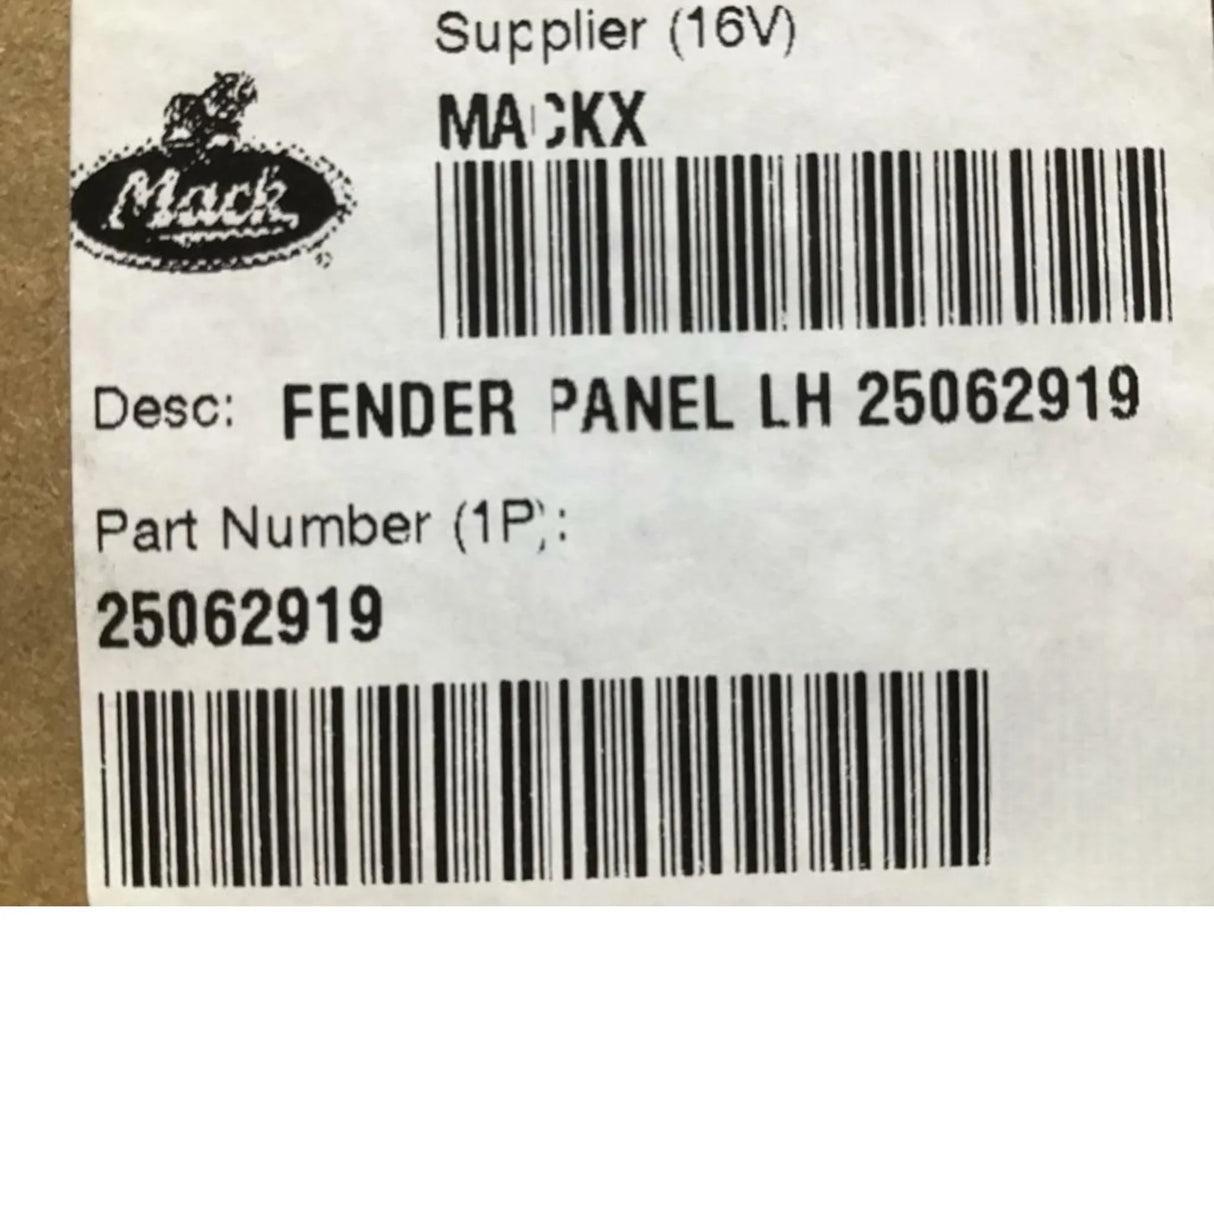 Supplier (16V)
MACKX
Mack
Desc: FENDER PANEL LH 25062919
Part Number (1P):
25062919